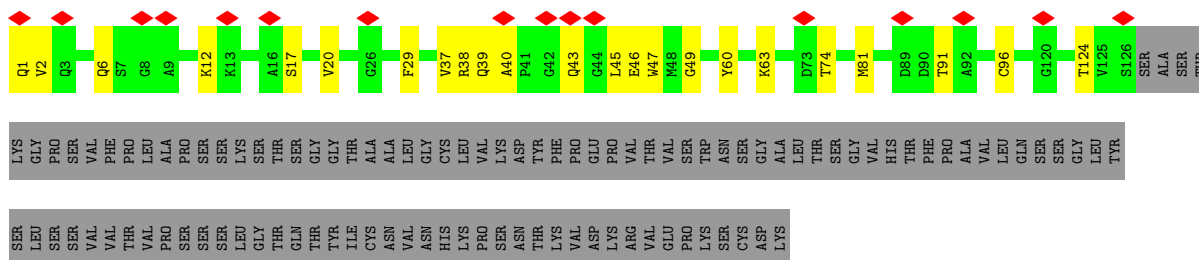 Q1 V2 Q3 Q6 S7 G8 A9 K12 K13 A16 S17 V20 G26 F29 V37 R38 Q39 A40 P41 G42 Q43 G44 L45 E46 W47 M48 G49 Y60 K63 D73 T74 M81 D89 D90 T91 A92 C96 G120 T124 V125 S126 SER ALA SER THR
LYS GLY PRO SER VAL PHE PRO LEU ALA PRO SER SER LYS SER THR SER GLY GLY THR ALA ALA LEU GLY CYS LEU VAL LYS ASP TYR PHE PRO GLU PRO VAL THR VAL SER TRP ASN SER GLY ALA LEU THR SER GLY VAL HIS THR PHE PRO ALA VAL LEU GLN SER SER GLY LEU TYR
SER LEU SER SER VAL VAL THR VAL PRO SER SER SER LEU GLY THR GLN THR TYR ILE CYS ASN VAL ASN HIS LYS PRO SER ASN THR LYS VAL ASP LYS ARG VAL GLU PRO LYS SER CYS ASP LYS